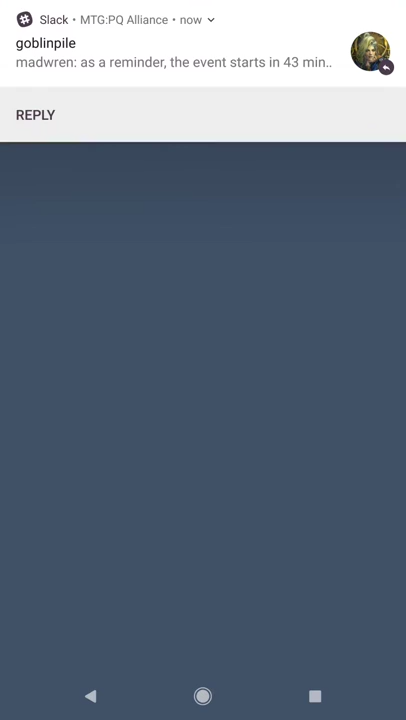 Slack • MTG:PQ Alliance • now
goblinpile
madwren: as a reminder, the event starts in 43 min..
REPLY